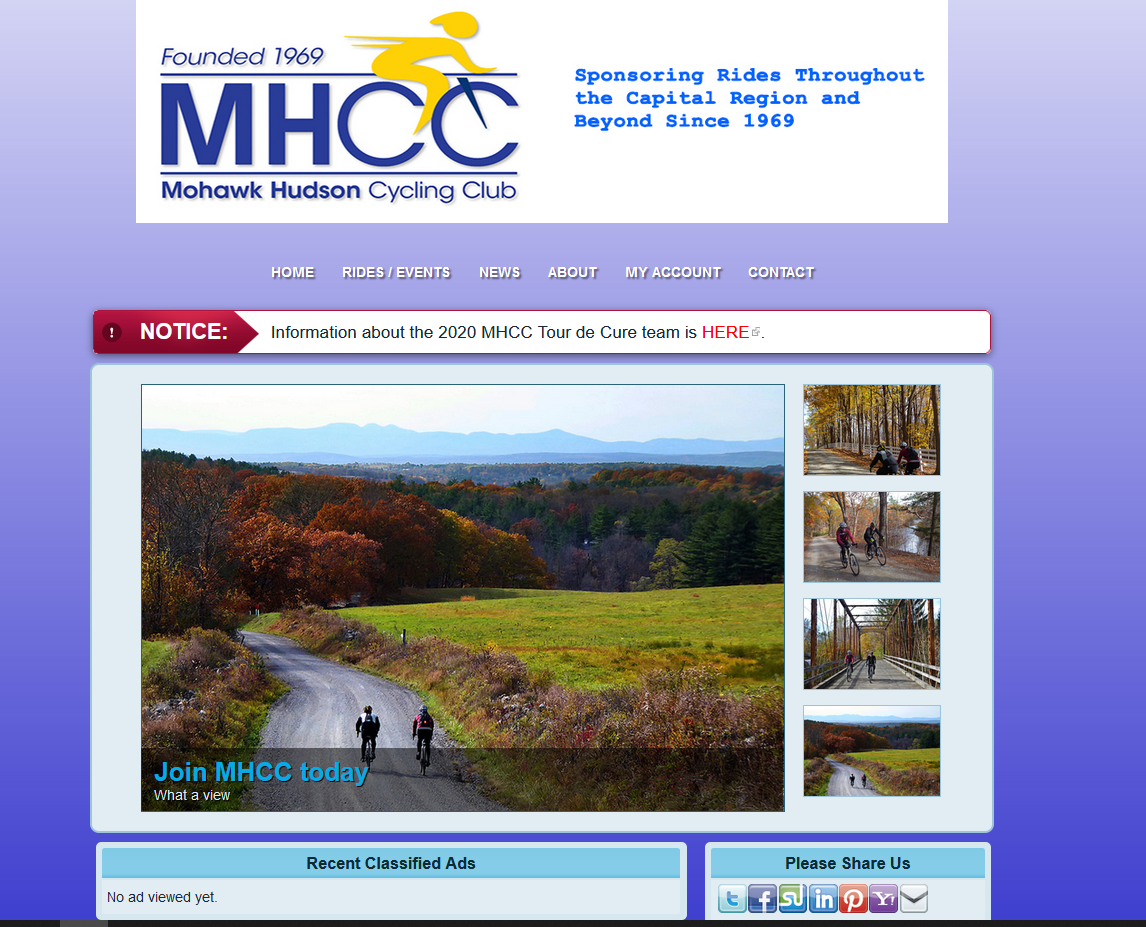 Founded 1969
MHCC
Mohawk Hudson Cycling Club
Sponsoring Rides Throughout
the Capital Region and
Beyond Since 1969
HOME RIDES / EVENTS NEWS ABOUT MY ACCOUNT CONTACT
! NOTICE: Information about the 2020 MHCC Tour de Cure team is HERE.
Join MHCC today
What a view
Recent Classified Ads
No ad viewed yet.
Please Share Us
t f su in p Y!